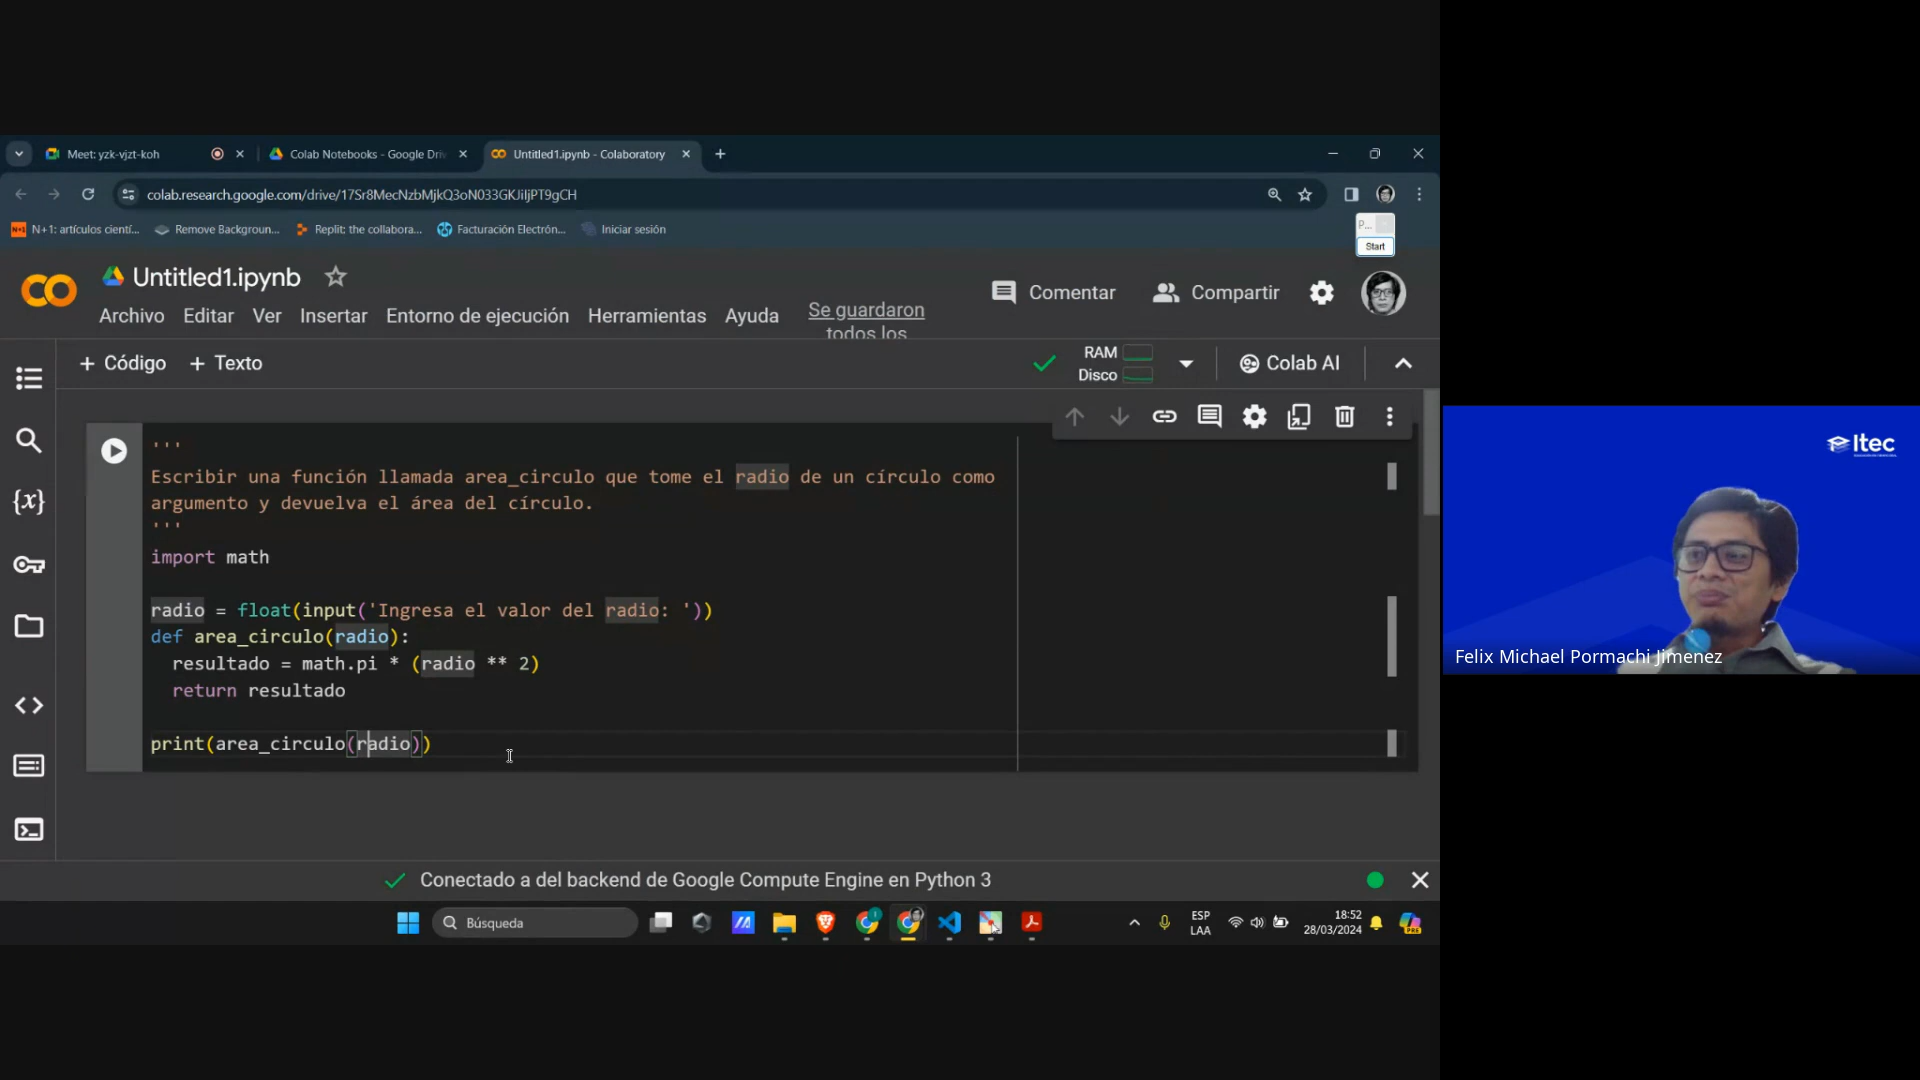 Meet: yzk-vjzt-koh
Colab Notebooks - Google Driv
Untitled1.ipynb - Colaboratory
colab.research.google.com/drive/17Sr8MecNzbMjkQ3oN033GKJiIjPT9gCH
N+1: artículos cientí...
Remove Backgroun...
Replit: the collabora...
Facturación Electrón...
Iniciar sesión
P...
Start
Untitled1.ipynb
Comentar
Compartir
Archivo Editar Ver Insertar Entorno de ejecución Herramientas Ayuda
Se guardaron
todos los
+ Código + Texto
RAM
Disco
Colab AI
'''
Escribir una función llamada area_circulo que tome el radio de un círculo como
argumento y devuelva el área del círculo.
'''
import math
radio = float(input('Ingresa el valor del radio: '))
def area_circulo(radio):
resultado = math.pi * (radio ** 2)
return resultado
print(area_circulo(radio))
Itec
Felix Michael Pormachi Jimenez
Conectado a del backend de Google Compute Engine en Python 3
Búsqueda
ESP
LAA
18:52
28/03/2024